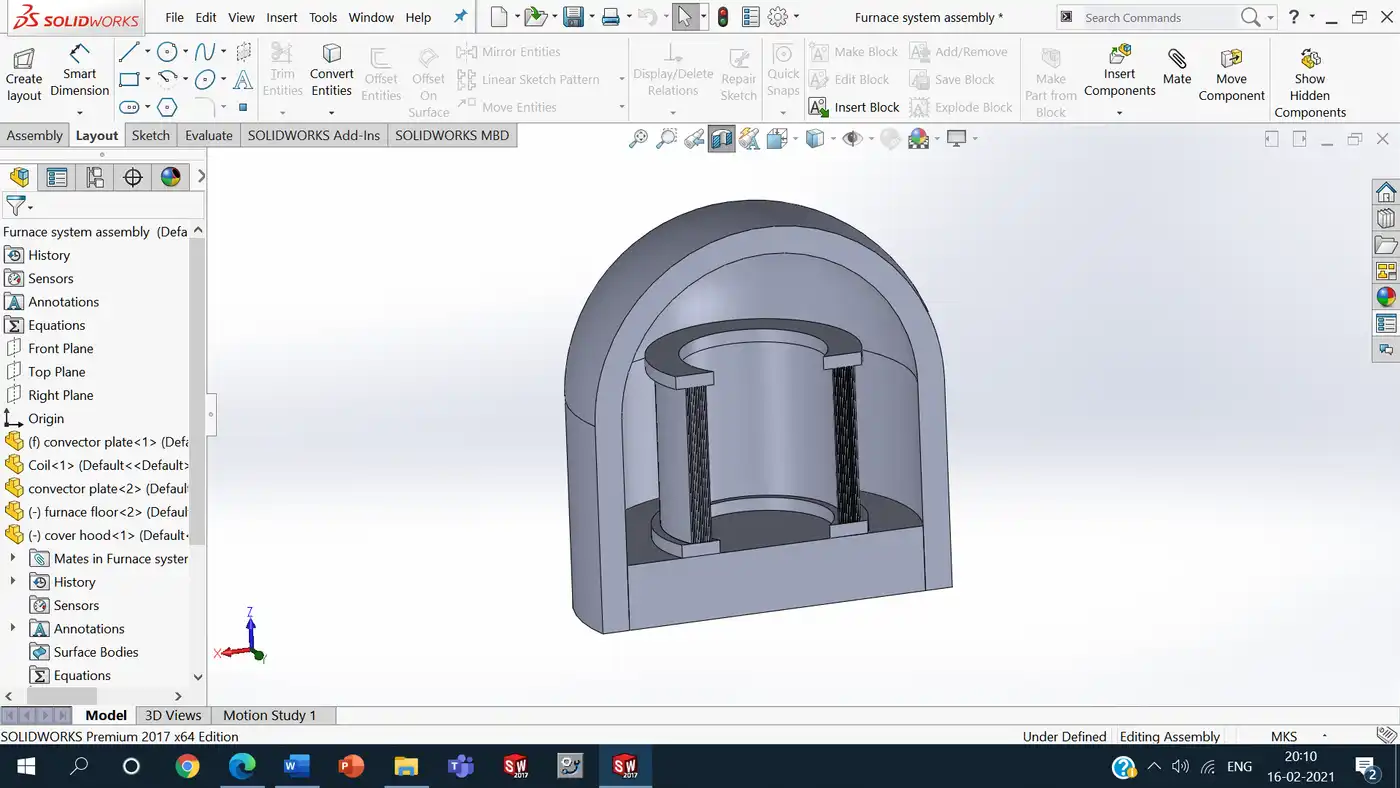 SOLIDWORKS
File Edit View Insert Tools Window Help
Furnace system assembly *
Search Commands
?
Create layout
Smart Dimension
Trim Entities
Convert Entities
Offset Entities
Offset On Surface
Mirror Entities
Linear Sketch Pattern
Move Entities
Display/Delete Relations
Repair Sketch
Quick Snaps
Make Block
Edit Block
Insert Block
Add/Remove
Save Block
Explode Block
Make Part from Block
Insert Components
Mate
Move Component
Show Hidden Components
Assembly Layout Sketch Evaluate SOLIDWORKS Add-Ins SOLIDWORKS MBD
Furnace system assembly (Defa
History
Sensors
Annotations
Equations
Front Plane
Top Plane
Right Plane
Origin
(f) convector plate<1> (Defa
Coil<1> (Default<<Default>
convector plate<2> (Defaul
(-) furnace floor<2> (Defaul
(-) cover hood<1> (Default<
Mates in Furnace system
History
Sensors
Annotations
Surface Bodies
Equations
Z
X
Y
Model 3D Views Motion Study 1
SOLIDWORKS Premium 2017 x64 Edition
Under Defined Editing Assembly MKS
ENG
20:10
16-02-2021
2